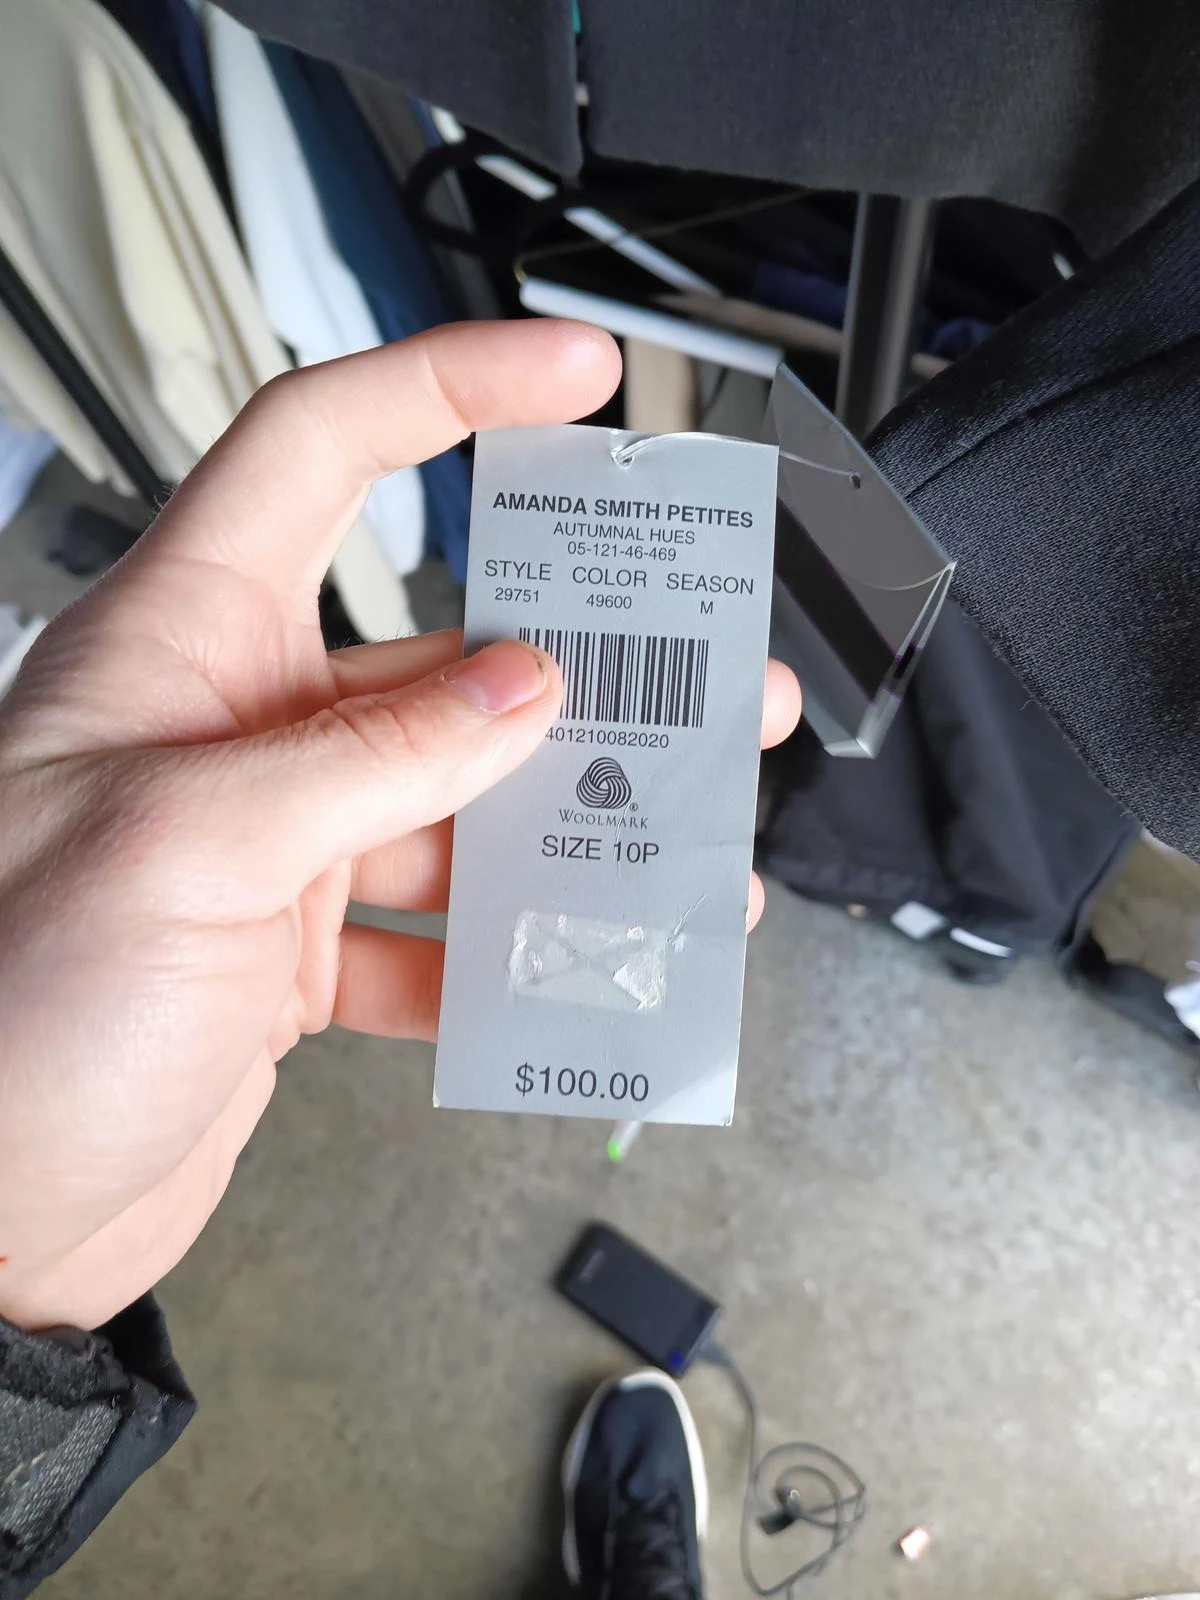 AMANDA SMITH PETITES
AUTUMNAL HUES
05-121-46-469
STYLE COLOR SEASON
29751 49600 M
401210082020
WOOLMARK®
SIZE 10P
$100.00